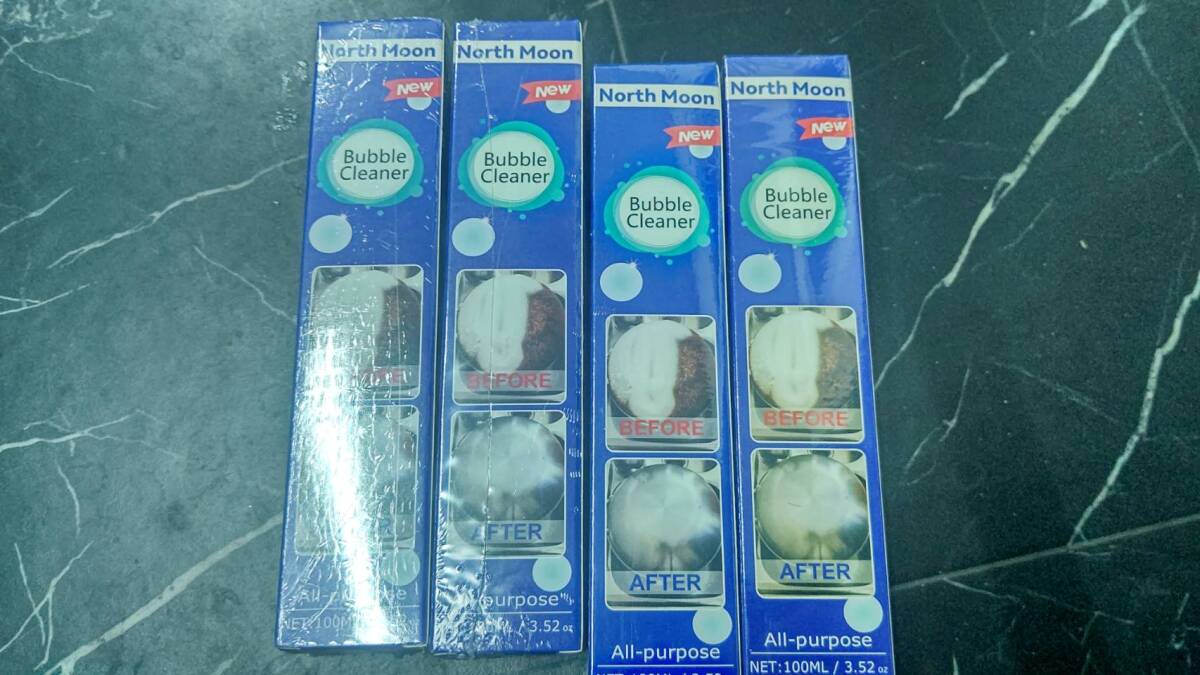 North Moon
New
Bubble
Cleaner
All-purpose
North Moon
New
Bubble
Cleaner
BEFORE
AFTER
purpose
/ 3.52 oz
North Moon
New
Bubble
Cleaner
BEFORE
AFTER
All-purpose
North Moon
New
Bubble
Cleaner
BEFORE
AFTER
All-purpose
NET:100ML / 3.52 oz